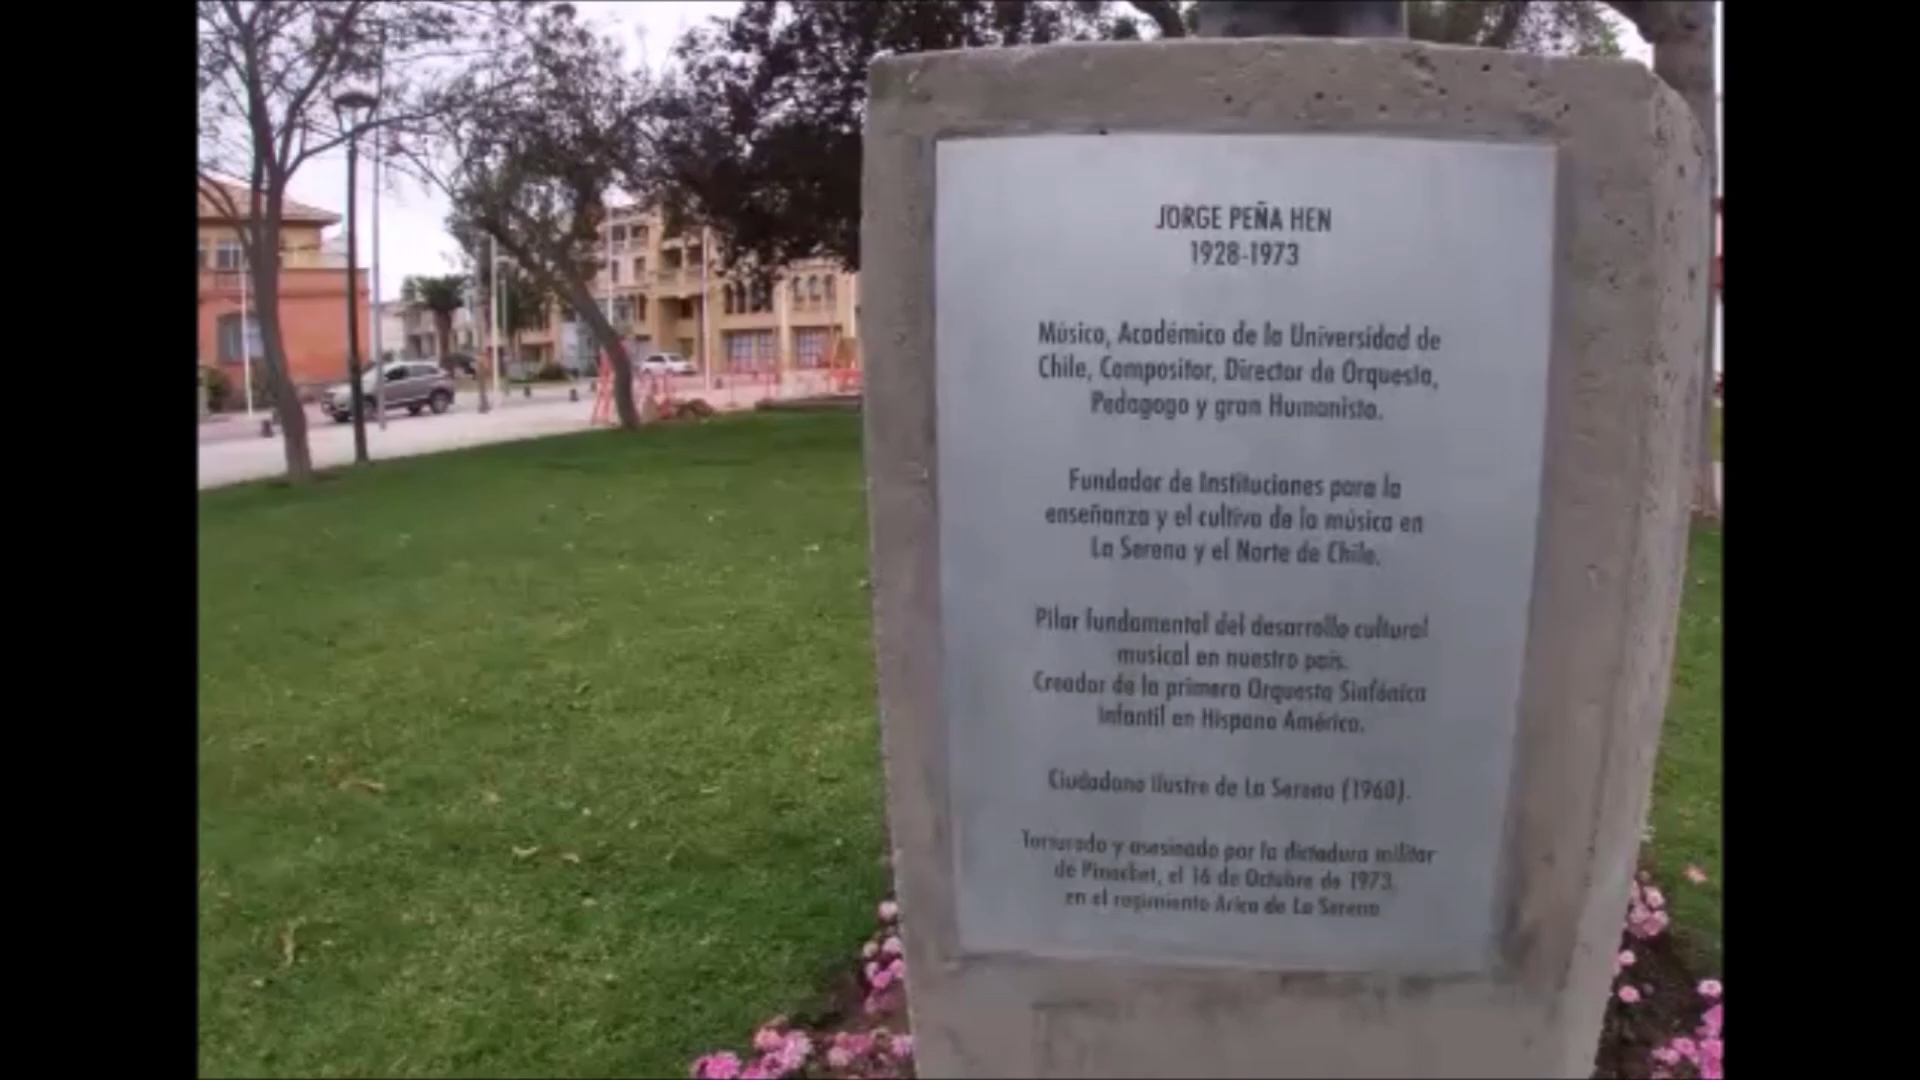 JORGE PEÑA HEN
1928-1973
Músico, Académico de la Universidad de
Chile, Compositor, Director de Orquesta,
Pedagogo y gran Humanista.
Fundador de Instituciones para la
enseñanza y el cultivo de la música en
La Serena y el Norte de Chile.
Pilar fundamental del desarrollo cultural
musical en nuestro país.
Creador de la primera Orquesta Sinfónica
Infantil en Hispano América.
Ciudadano Ilustre de La Serena (1960).
Torturado y asesinado por la dictadura militar
de Pinochet, el 16 de Octubre de 1973,
en el regimiento Arica de La Serena